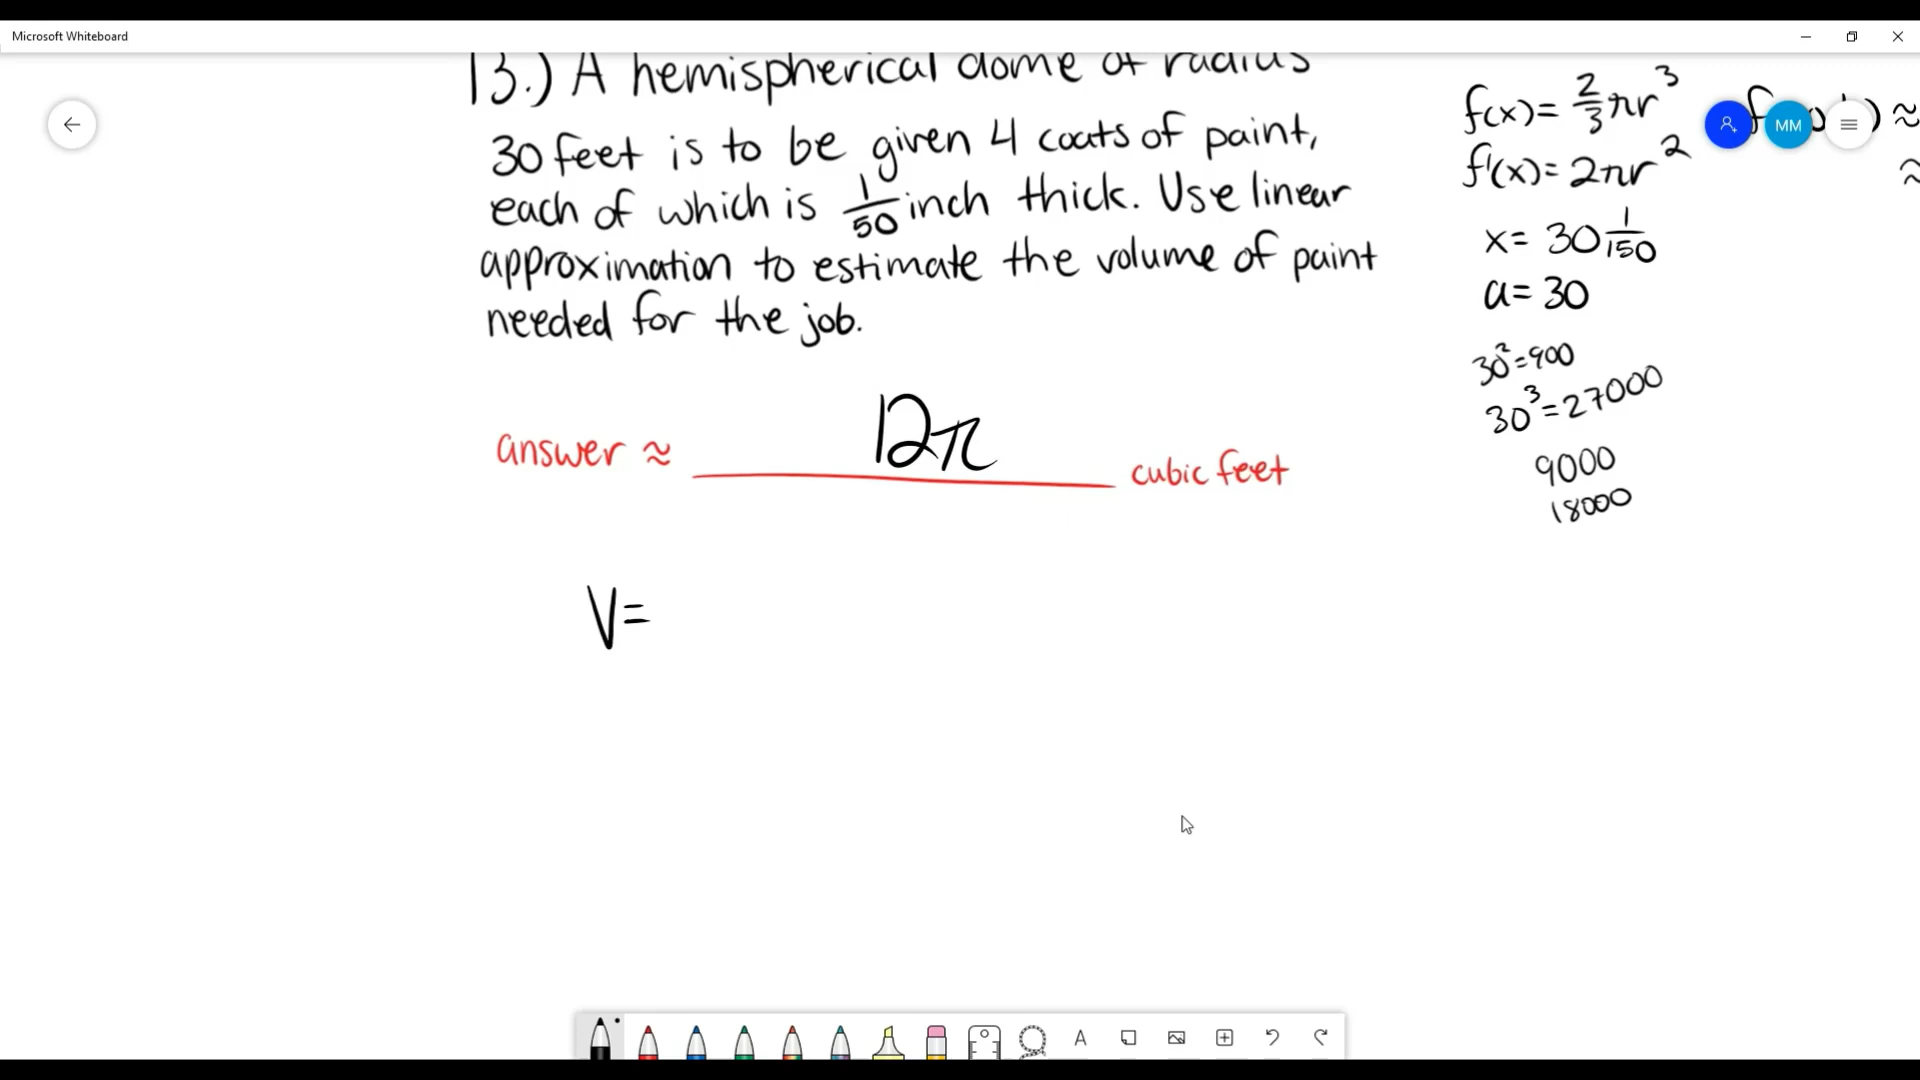 Microsoft Whiteboard
13.) A hemispherical dome of radius
30 feet is to be given 4 coats of paint,
each of which is 1/50 inch thick. Use linear
approximation to estimate the volume of paint
needed for the job.
answer ≈ 12π cubic feet
V=
f(x)= 2/3 πr³
f'(x)= 2πr²
x= 30 1/150
a= 30
30²=900
30³=27000
9000
18000
MM
) ≈
≈
A